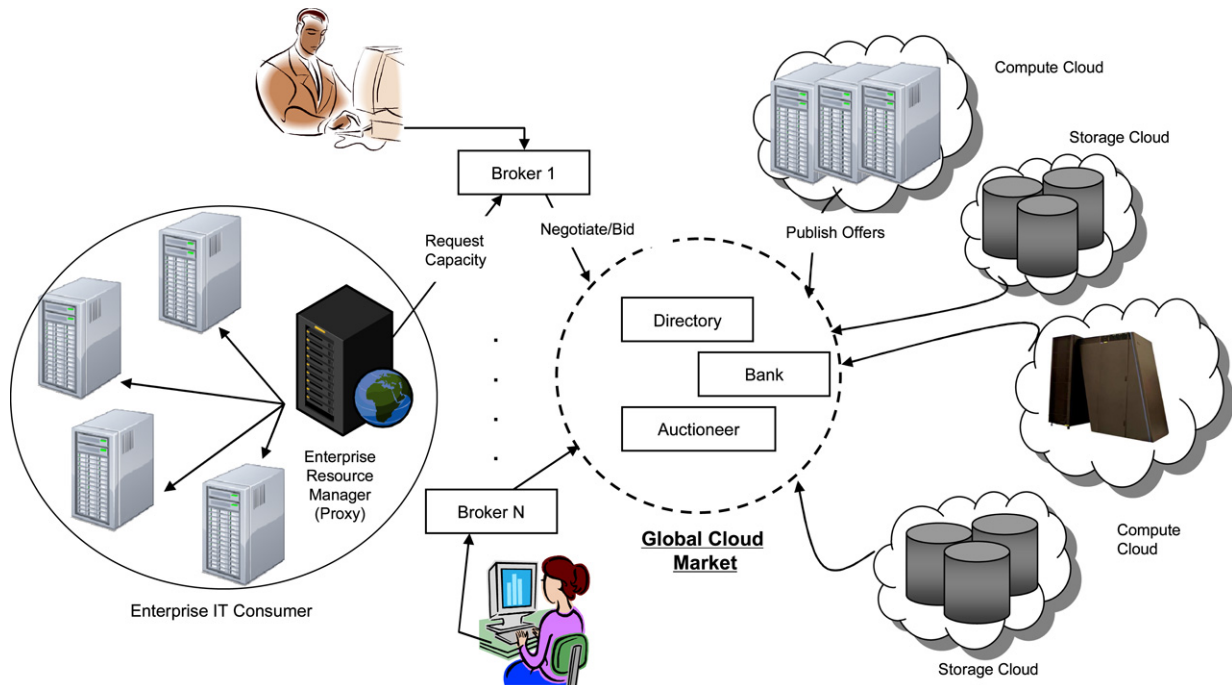 Compute Cloud
Storage Cloud
Broker 1
Negotiate/Bid
Publish Offers
Request
Capacity
Directory
Bank
Auctioneer
Enterprise
Resource
Manager
(Proxy)
Broker N
Global Cloud
Market
Compute
Cloud
Enterprise IT Consumer
Storage Cloud